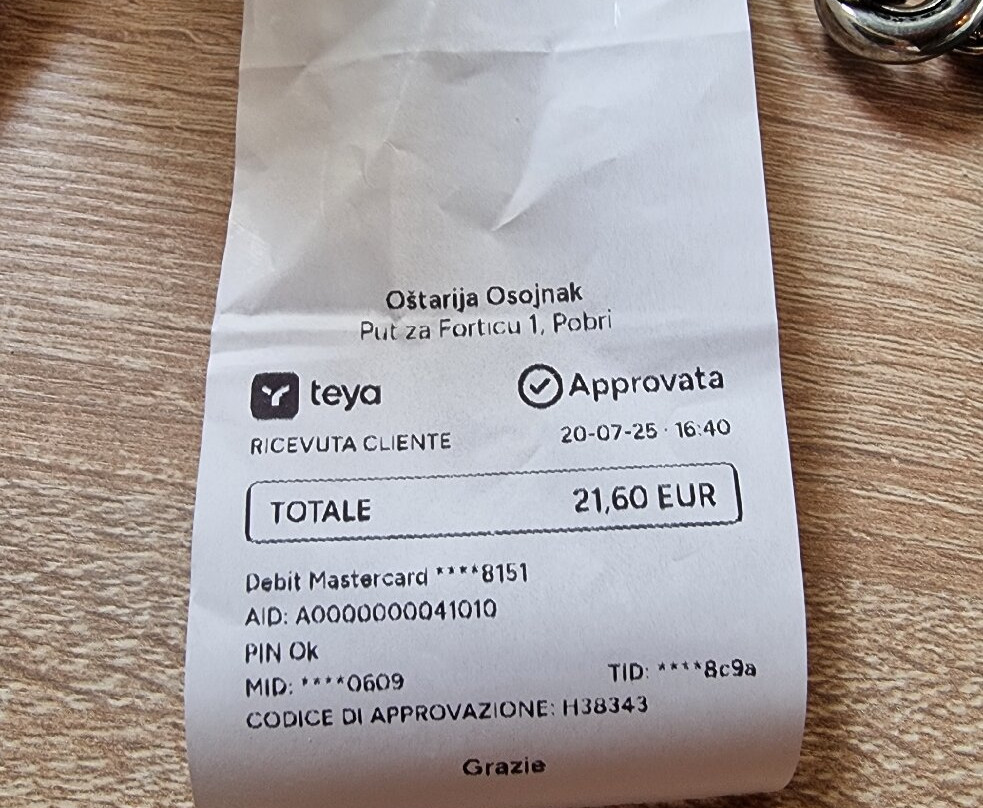 Oštarija Osojnak
Put za Forticu 1, Pobri
teya Approvata
RICEVUTA CLIENTE 20-07-25 · 16:40
TOTALE 21,60 EUR
Debit Mastercard ****8151
AID: A0000000041010
PIN Ok
MID: ****0609 TID: ****8c9a
CODICE DI APPROVAZIONE: H38343
Grazie